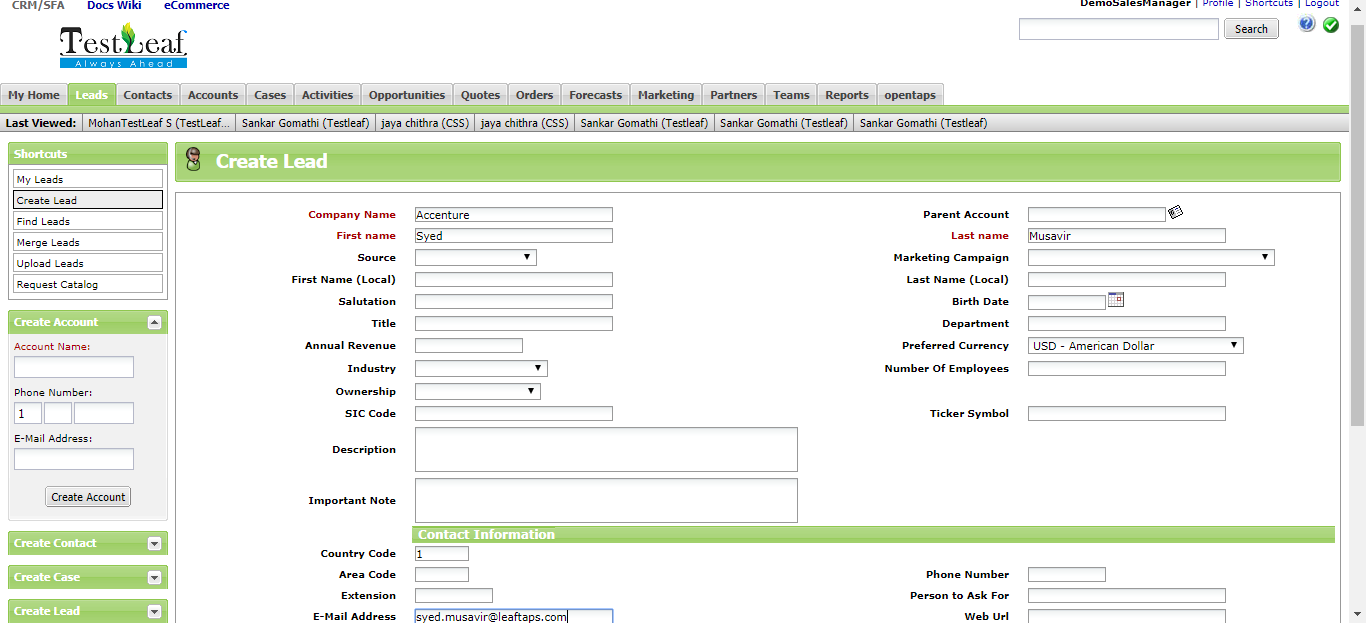 CRM/SFA Docs Wiki eCommerce
DemoSalesManager | Profile | Shortcuts | Logout
TestLeaf
Always Ahead
Search
My Home Leads Contacts Accounts Cases Activities Opportunities Quotes Orders Forecasts Marketing Partners Teams Reports opentaps
Last Viewed: MohanTestLeaf S (TestLeaf... Sankar Gomathi (Testleaf) jaya chithra (CSS) jaya chithra (CSS) Sankar Gomathi (Testleaf) Sankar Gomathi (Testleaf) Sankar Gomathi (Testleaf)
Shortcuts
My Leads
Create Lead
Find Leads
Merge Leads
Upload Leads
Request Catalog
Create Account
Account Name:
Phone Number:
1
E-Mail Address:
Create Account
Create Contact
Create Case
Create Lead
Create Lead
Company Name Accenture Parent Account
First name Syed Last name Musavir
Source Marketing Campaign
First Name (Local) Last Name (Local)
Salutation Birth Date
Title Department
Annual Revenue Preferred Currency USD - American Dollar
Industry Number Of Employees
Ownership
SIC Code Ticker Symbol
Description
Important Note
Contact Information
Country Code 1
Area Code Phone Number
Extension Person to Ask For
E-Mail Address syed.musavir@leaftaps.com Web Url